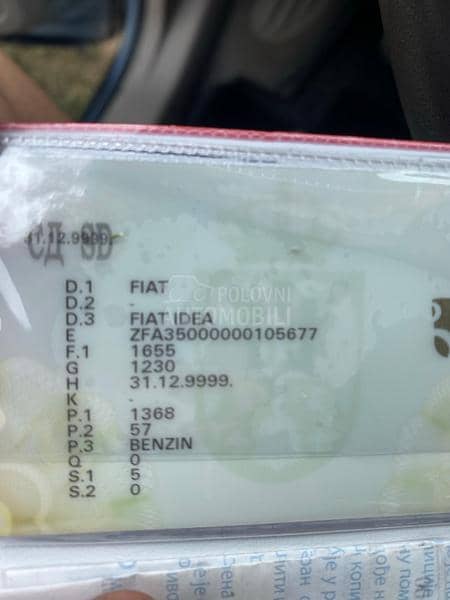 31.12.9999.
СД SD
D.1 FIAT
D.2 -
POLOVNI
AUTOMOBILI
D.3 FIAT IDEA
E ZFA35000000105677
F.1 1655
G 1230
H 31.12.9999.
K -
P.1 1368
P.2 57
P.3 BENZIN
Q 0
S.1 5
S.2 0